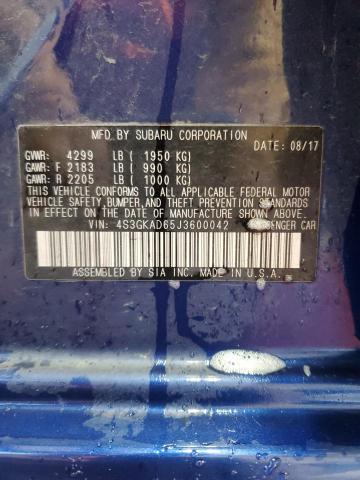 MFD. BY SUBARU CORPORATION
DATE: 08/17
GVWR: 4299 LB ( 1950 KG)
GAWR: F 2183 LB ( 990 KG)
GAWR: R 2205 LB ( 1000 KG)
THIS VEHICLE CONFORMS TO ALL APPLICABLE FEDERAL MOTOR
VEHICLE SAFETY,BUMPER,AND THEFT PREVENTION STANDARDS
IN EFFECT ON THE DATE OF MANUFACTURE SHOWN ABOVE.
VIN: 4S3GKAD65J3600042 CAR
ASSEMBLED BY SIA INC. MADE IN U.S.A.